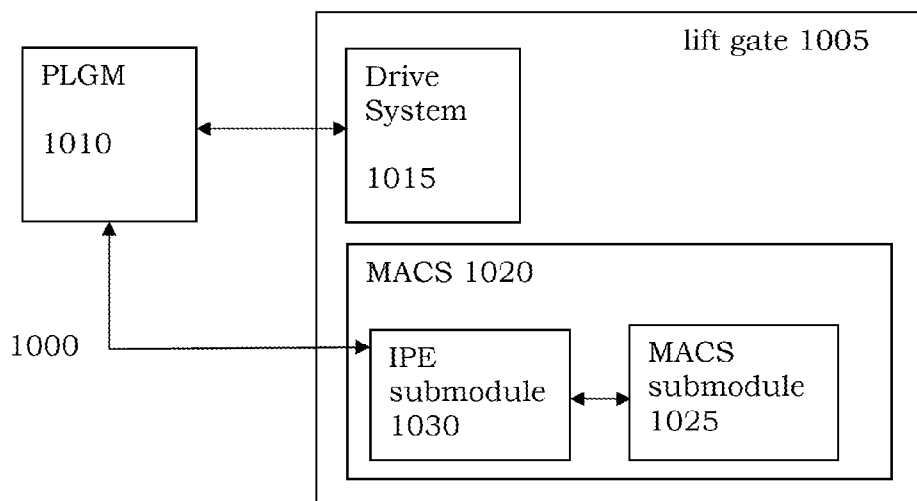 lift gate 1005
PLGM
1010
Drive
System
1015
MACS 1020
1000
IPE
submodule
1030
MACS
submodule
1025